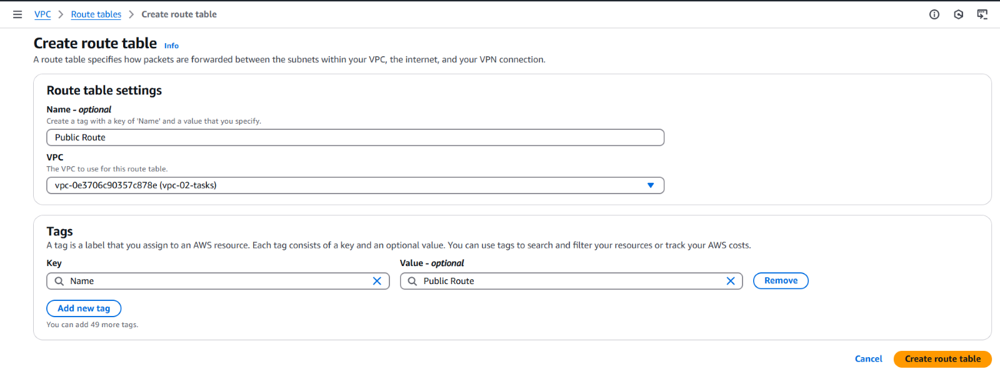 VPC > Route tables > Create route table
Create route table Info
A route table specifies how packets are forwarded between the subnets within your VPC, the internet, and your VPN connection.
Route table settings
Name - optional
Create a tag with a key of 'Name' and a value that you specify.
Public Route
VPC
The VPC to use for this route table.
vpc-0e3706c90357c878e (vpc-02-tasks)
Tags
A tag is a label that you assign to an AWS resource. Each tag consists of a key and an optional value. You can use tags to search and filter your resources or track your AWS costs.
Key Value - optional
Name Public Route Remove
Add new tag
You can add 49 more tags.
Cancel Create route table